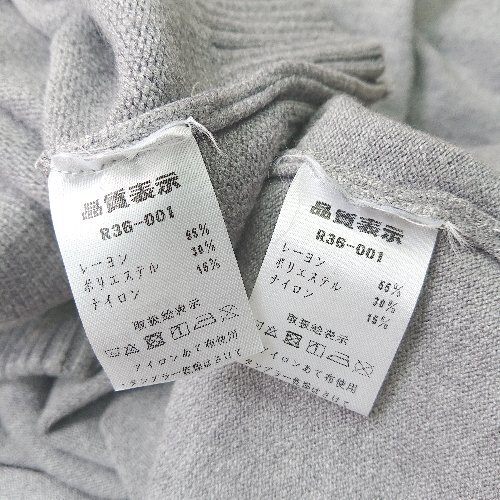 品質表示
R36-001
レーヨン 55%
ポリエステル 30%
ナイロン 15%
取扱絵表示
アイロンあて布使用
・タンブラー乾燥はさけて
品質表示
R36-001
レーヨン 55%
ポリエステル 30%
ナイロン 15%
取扱絵表示
アイロンあて布使用
タンブラー乾燥はさけて